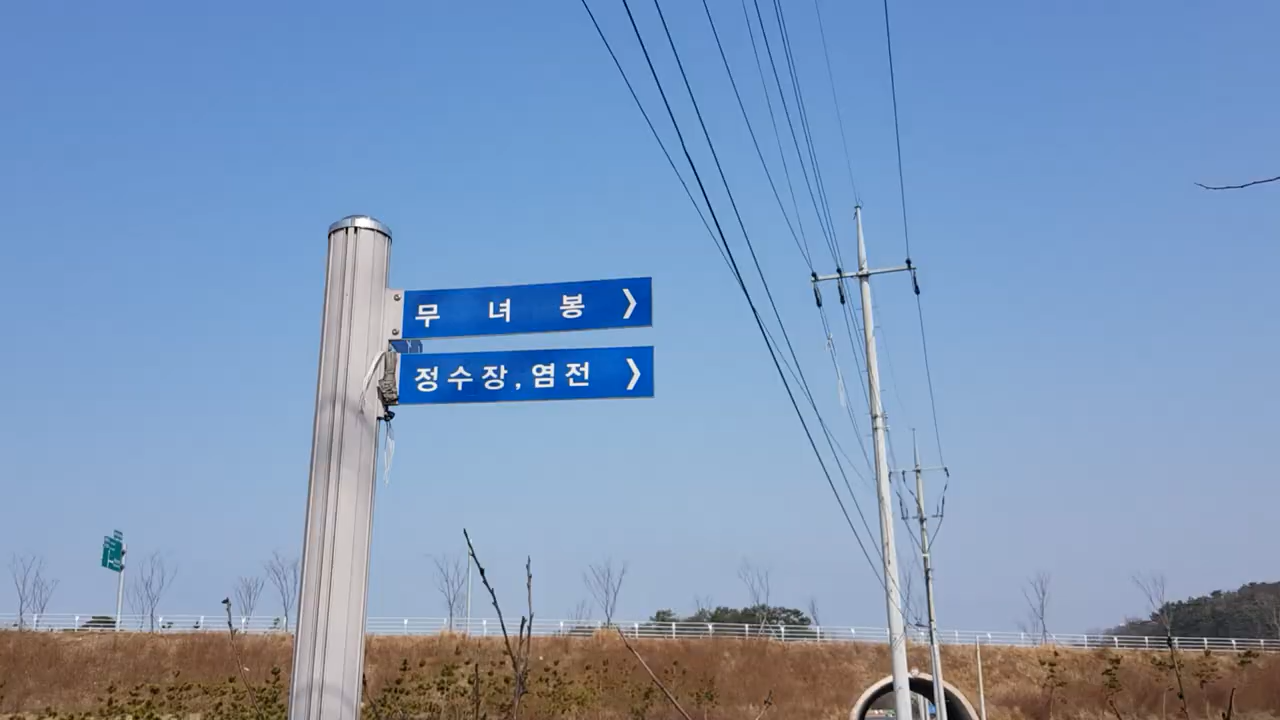 무 녀 봉 〉
정수장,염전 〉